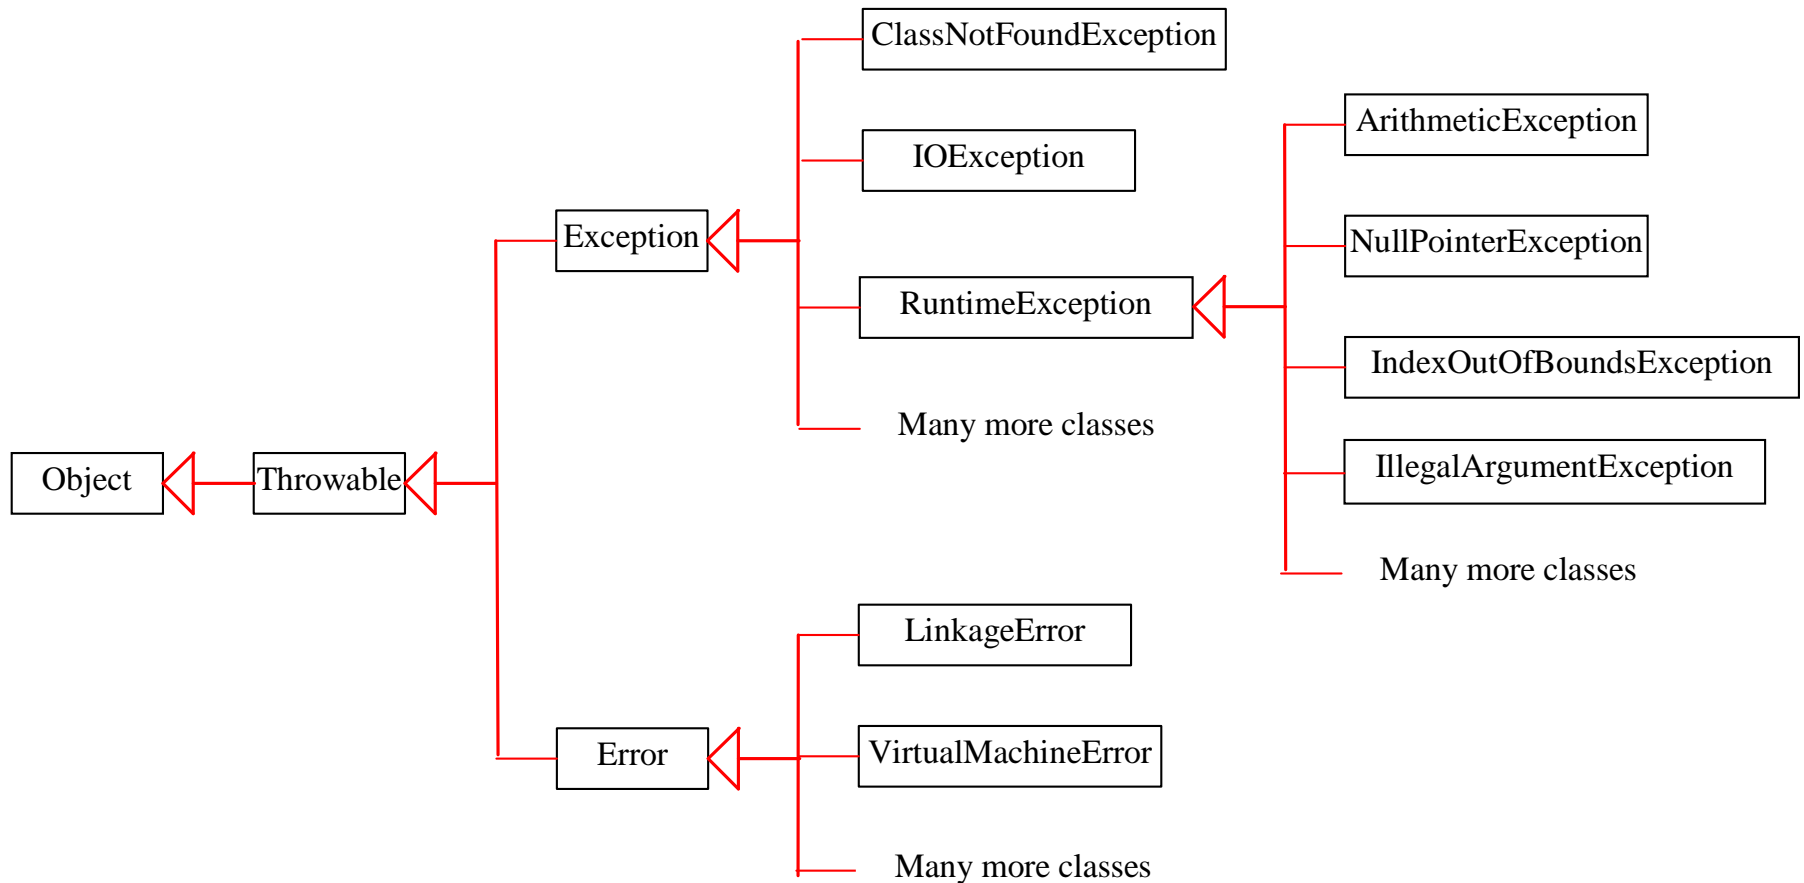 ClassNotFoundException
ArithmeticException
IOException
NullPointerException
Exception
RuntimeException
IndexOutOfBoundsException
Many more classes
Object
Throwable
IllegalArgumentException
Many more classes
LinkageError
Error
VirtualMachineError
Many more classes